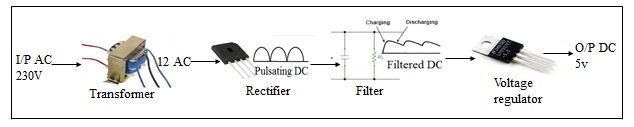 I/P AC
230V
Transformer
12 AC
Pulsating DC
Rectifier
Charging
Discharging
Filtered DC
Filter
Voltage
regulator
O/P DC
5v